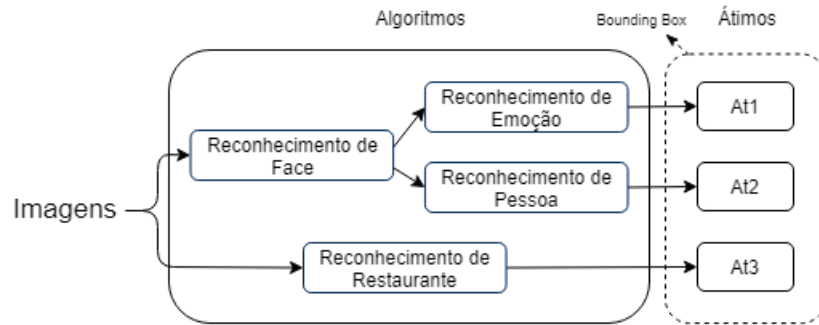 Algoritmos
Bounding Box
Átimos
Reconhecimento de
Emoção
At1
Reconhecimento de
Face
Reconhecimento de
Pessoa
At2
Imagens
Reconhecimento de
Restaurante
At3